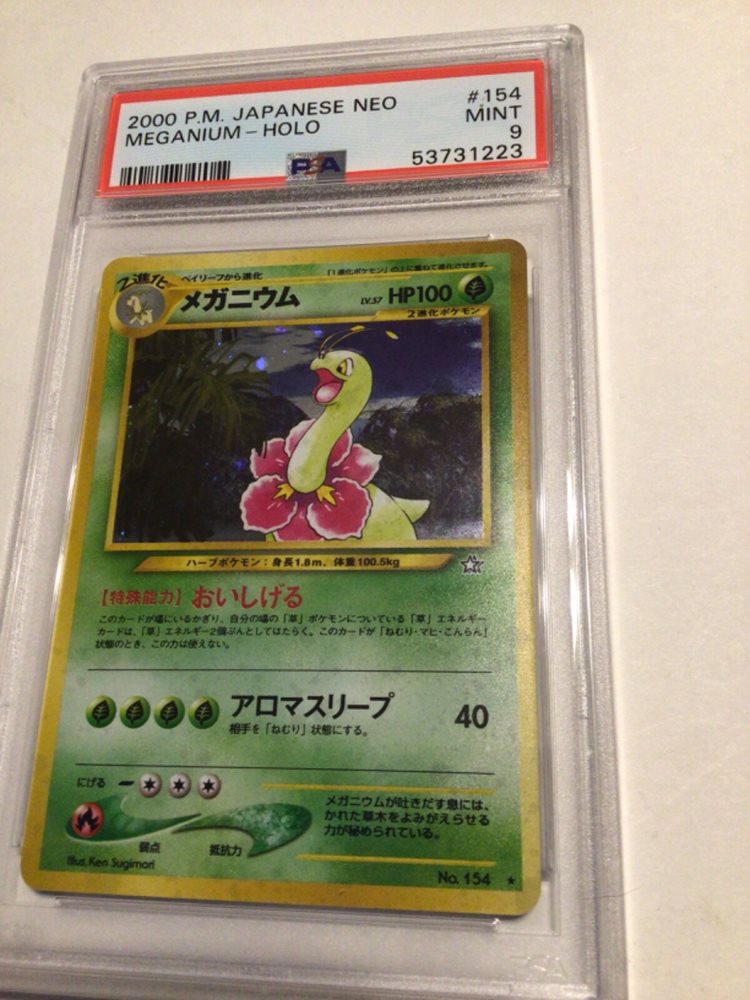 2000 P.M. JAPANESE NEO #154
MEGANIUM - HOLO MINT
9
PSA 53731223
2進化 ベイリーフから進化 「1進化ポケモン」の上に重ねて進化させます。
メガニウム LV.57 HP100
2進化ポケモン
ハーブポケモン：身長1.8m、体重100.5kg
【特殊能力】おいしげる
このカードが場にいるかぎり、自分の場の「草」ポケモンについている「草」エネルギー
カードは、「草」エネルギー2個ぶんとしてはたらく。このカードが「ねむり・マヒ・こんらん」
状態のとき、この力は使えない。
アロマスリープ 40
相手を「ねむり」状態にする。
にげる
弱点 抵抗力
メガニウムが吐きだす息には、
かれた草木をよみがえらせる
力が秘められている。
Illus. Ken Sugimori
No. 154 ★